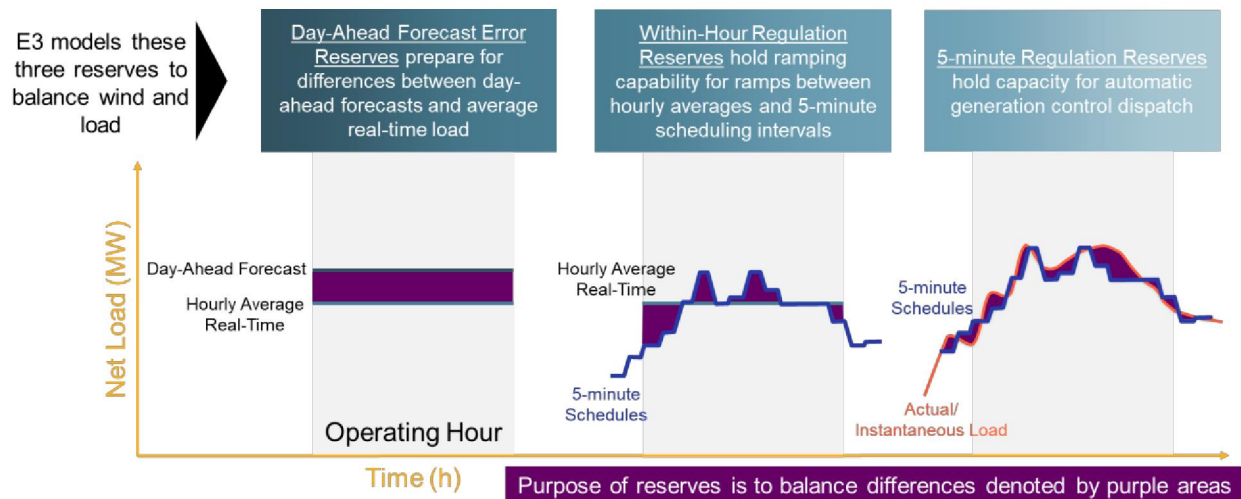 E3 models these
three reserves to
balance wind and
load
Day-Ahead Forecast Error
Reserves prepare for
differences between day-
ahead forecasts and average
real-time load
Within-Hour Regulation
Reserves hold ramping
capability for ramps between
hourly averages and 5-minute
scheduling intervals
5-minute Regulation Reserves
hold capacity for automatic
generation control dispatch
Net Load (MW)
Day-Ahead Forecast
Hourly Average
Real-Time
Hourly Average
Real-Time
5-minute
Schedules
5-minute
Schedules
Actual/
Instantaneous Load
Operating Hour
Time (h)
Purpose of reserves is to balance differences denoted by purple areas